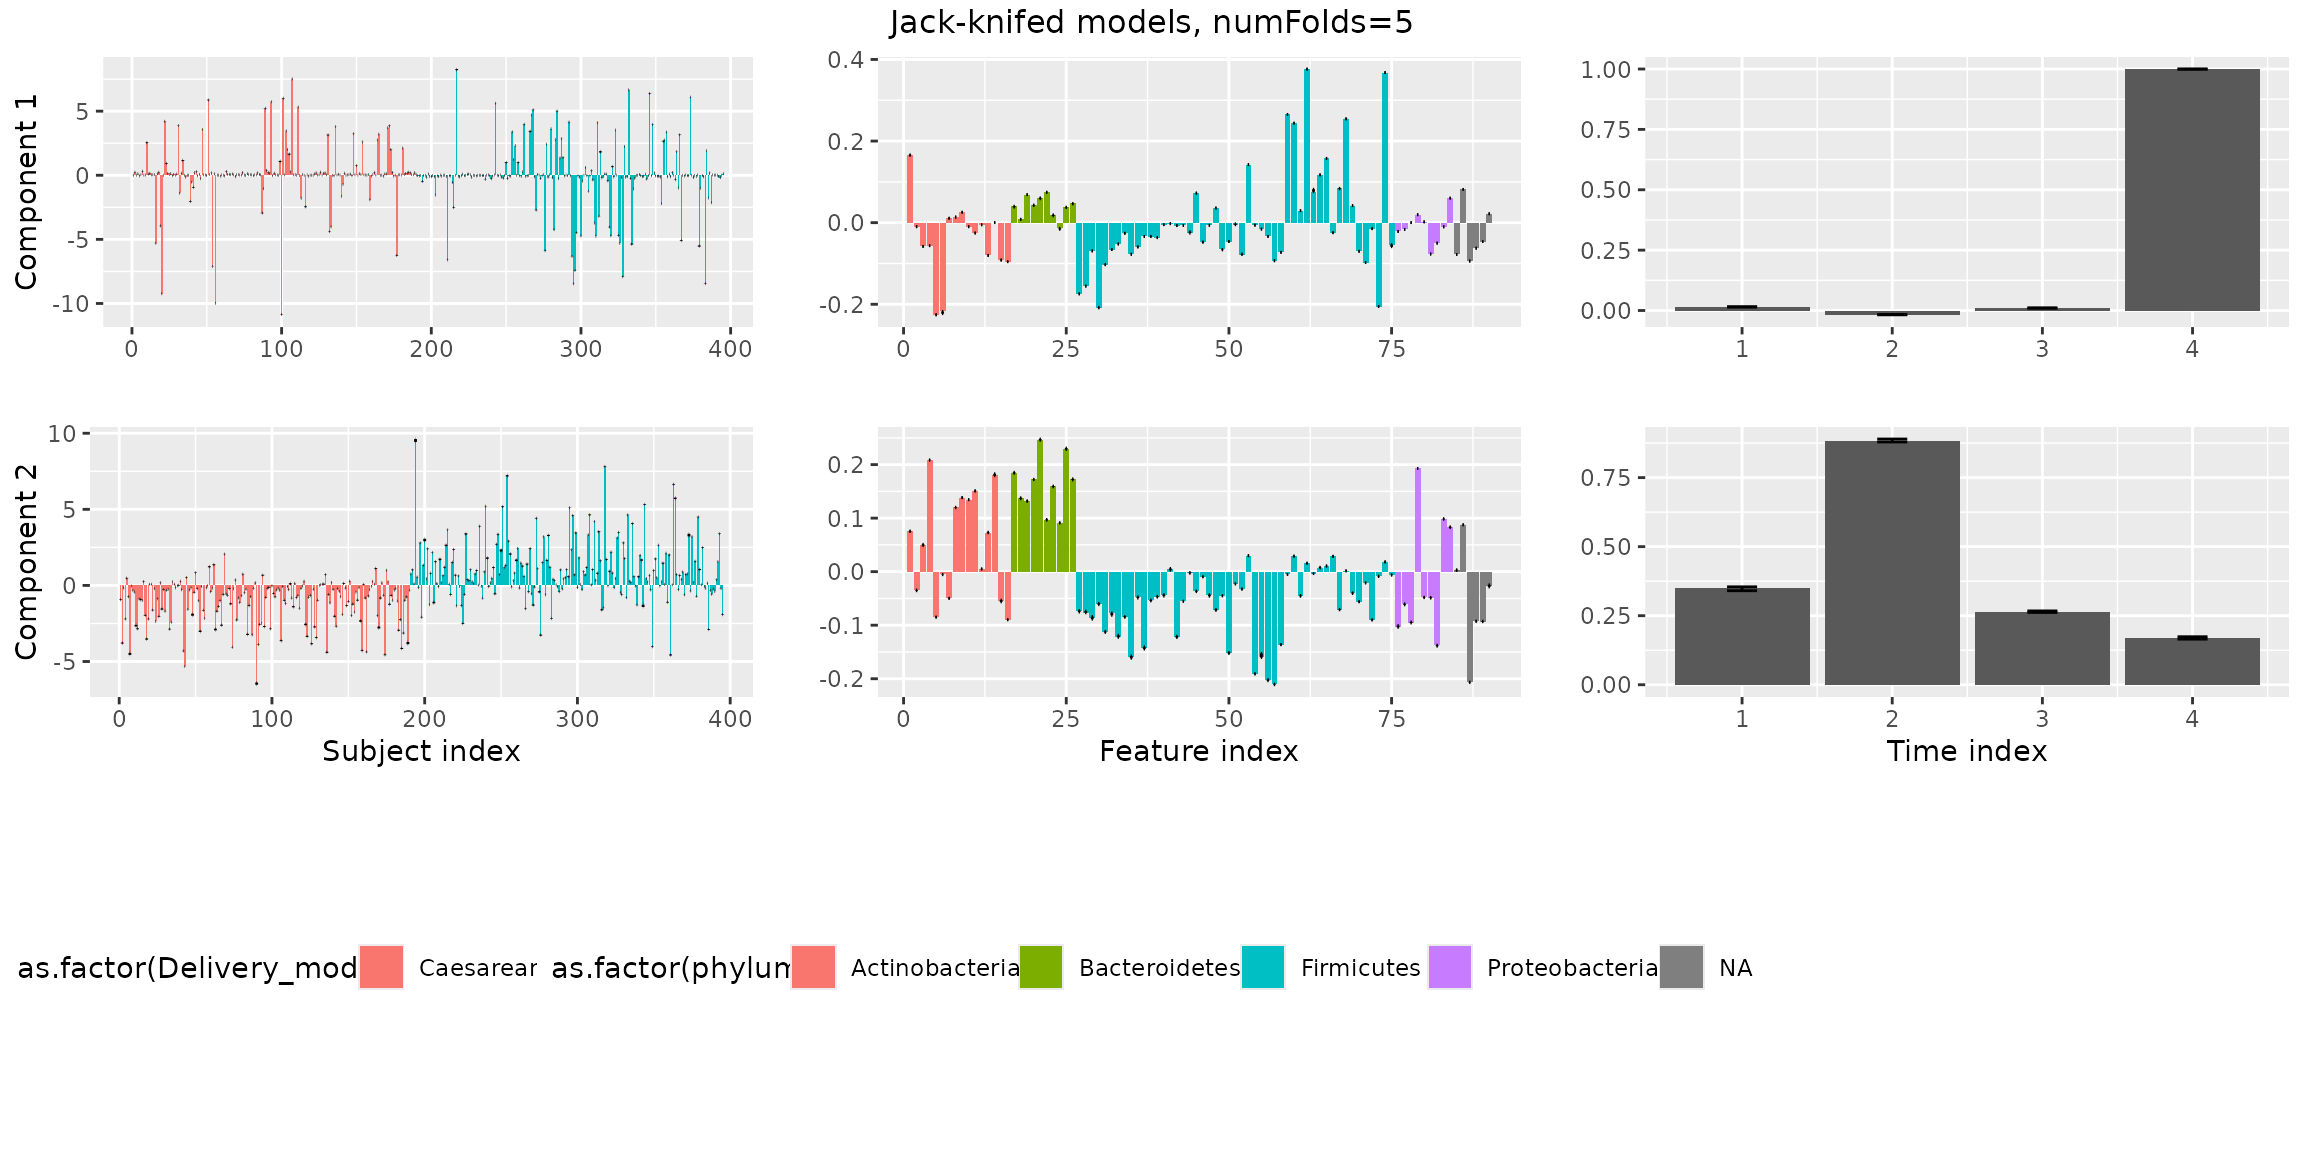 Jack-knifed models, numFolds=5
Component 1
5
0
-5
-10
0 100 200 300 400
0.4
0.2
0.0
-0.2
0 25 50 75
1.00
0.75
0.50
0.25
0.00
1 2 3 4
Component 2
10
5
0
-5
0 100 200 300 400
Subject index
0.2
0.1
0.0
-0.1
-0.2
0 25 50 75
Feature index
0.75
0.50
0.25
0.00
1 2 3 4
Time index
as.factor(Delivery_mod Caesarear as.factor(phylum Actinobacteria Bacteroidetes Firmicutes Proteobacteria NA